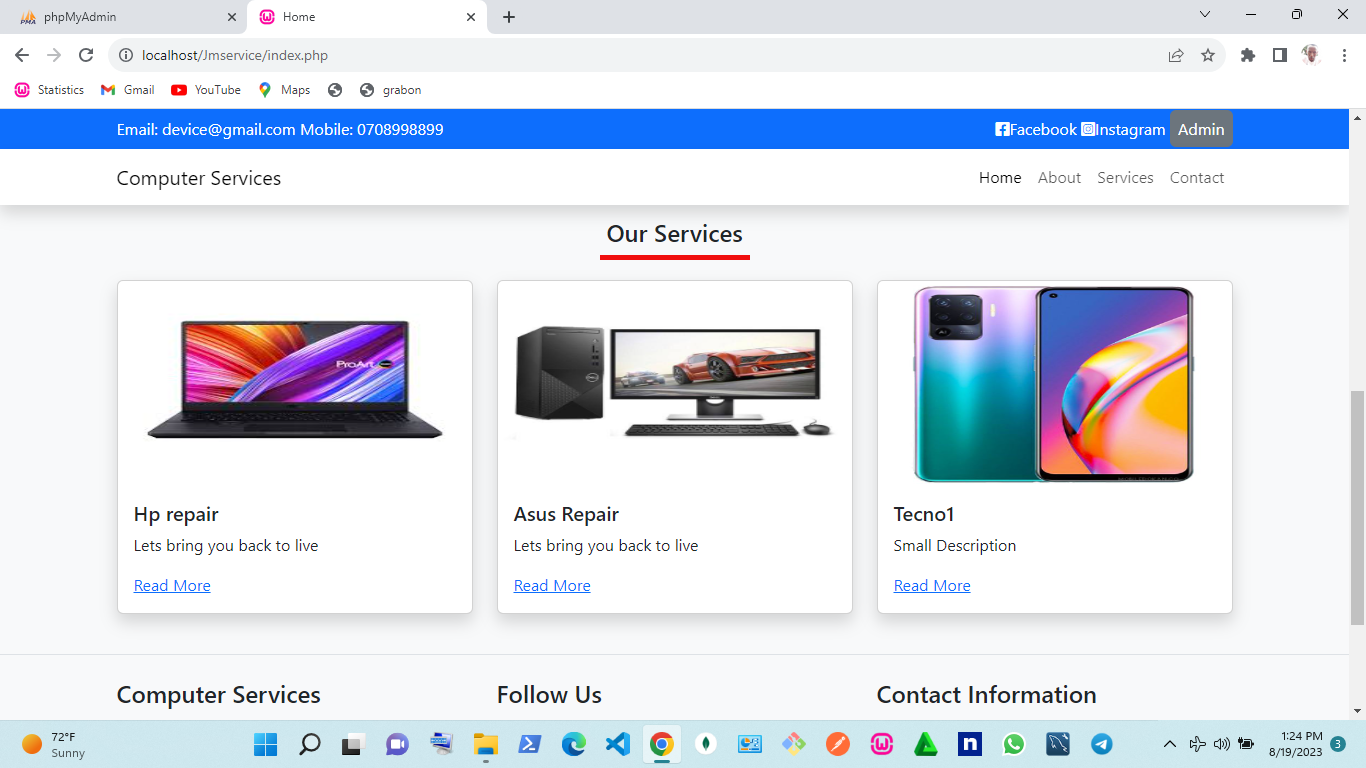 phpMyAdmin
Home
localhost/Jmservice/index.php
Statistics
Gmail
YouTube
Maps
grabon
Email: device@gmail.com Mobile: 0708998899
Facebook Instagram Admin
Computer Services
Home About Services Contact
Our Services
ProArt
Hp repair
Lets bring you back to live
Read More
Asus Repair
Lets bring you back to live
Read More
Tecno1
Small Description
Read More
Computer Services
Follow Us
Contact Information
72°F
Sunny
1:24 PM
8/19/2023
3